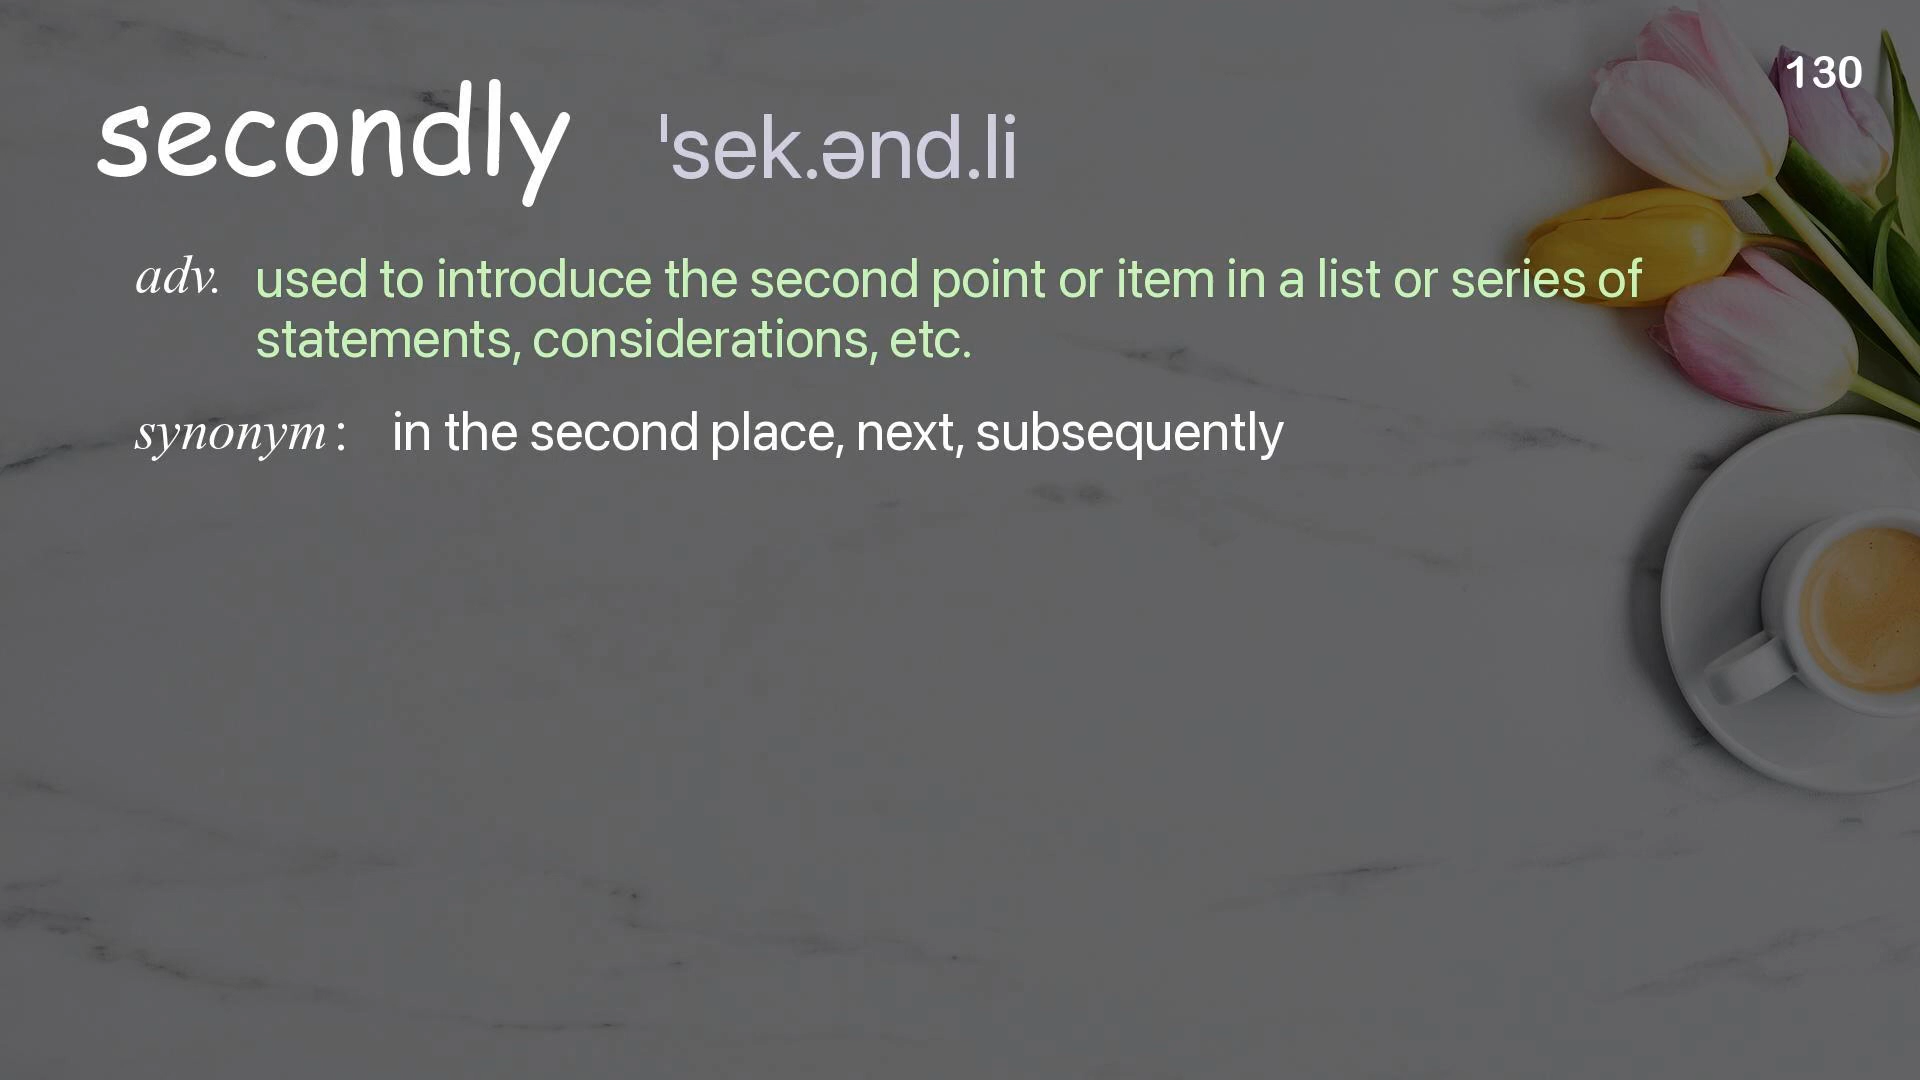 130
secondly ˈsek.ənd.li
adv. used to introduce the second point or item in a list or series of
statements, considerations, etc.
synonym: in the second place, next, subsequently